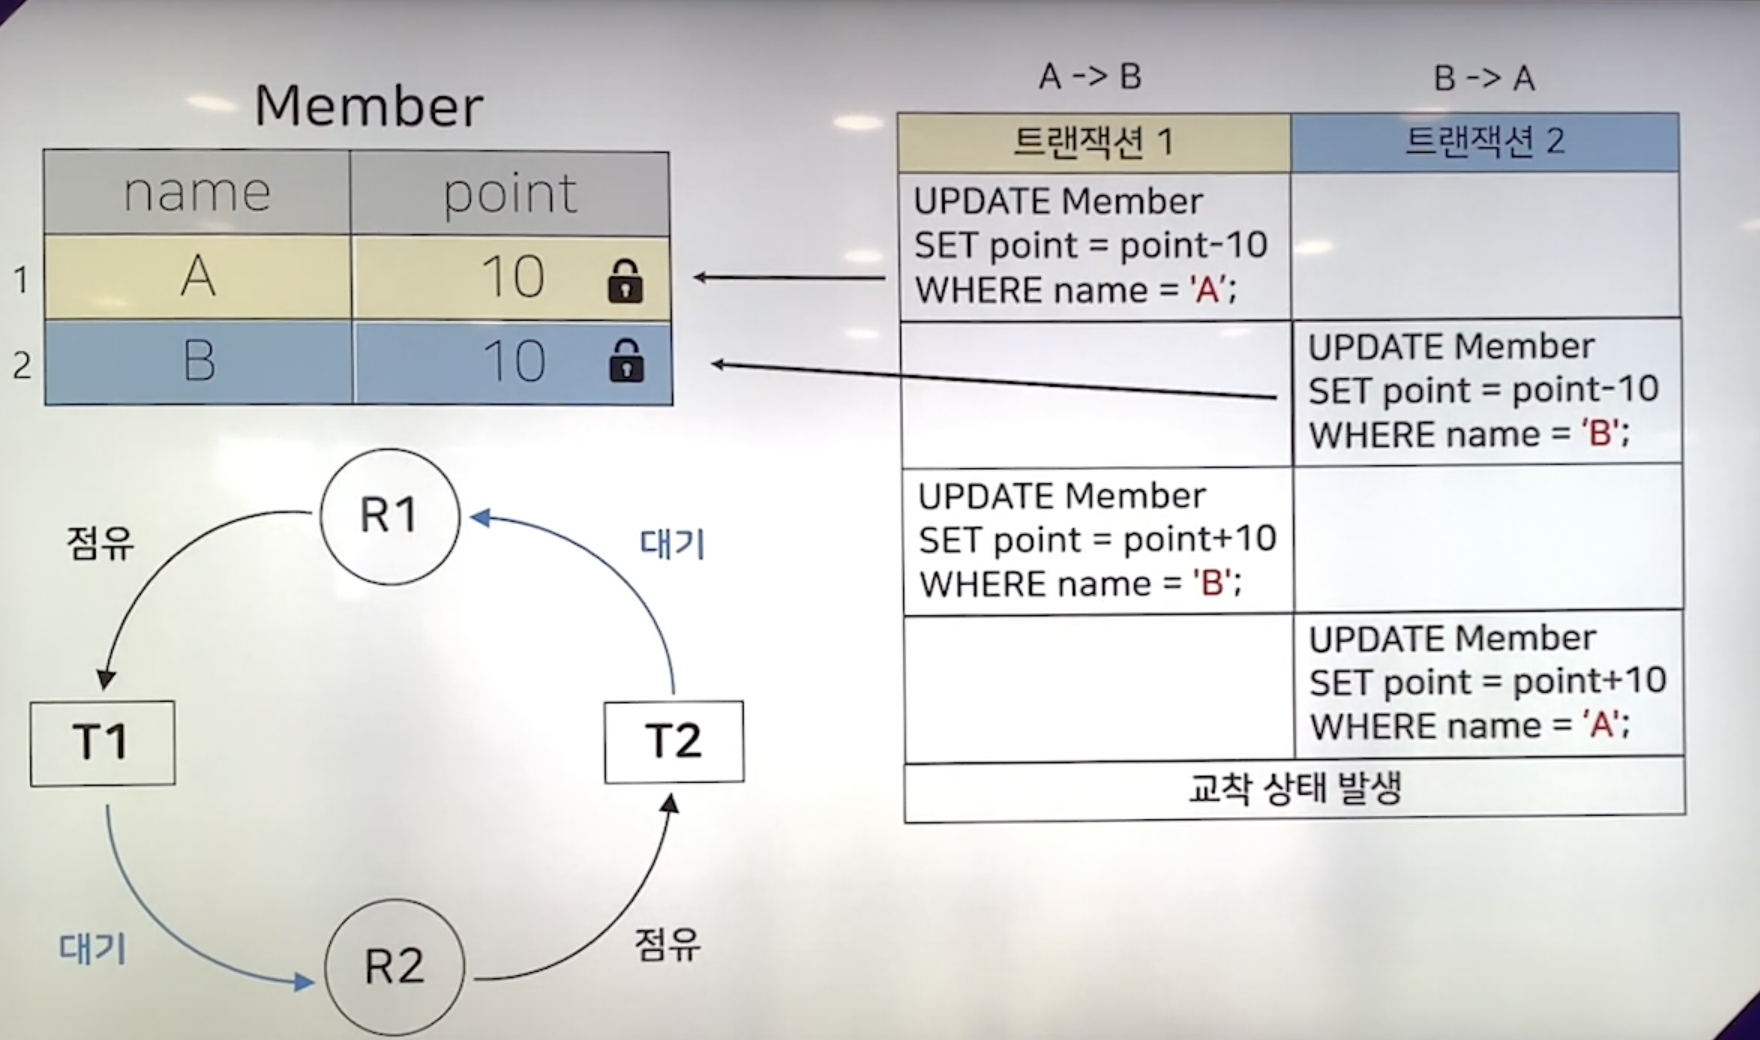 Member
name point
1 A 10
2 B 10
R1
점유
대기
T1
T2
대기
점유
R2
A -> B
B -> A
트랜잭션 1
트랜잭션 2
UPDATE Member
SET point = point-10
WHERE name = 'A';
UPDATE Member
SET point = point-10
WHERE name = 'B';
UPDATE Member
SET point = point+10
WHERE name = 'B';
UPDATE Member
SET point = point+10
WHERE name = 'A';
교착 상태 발생